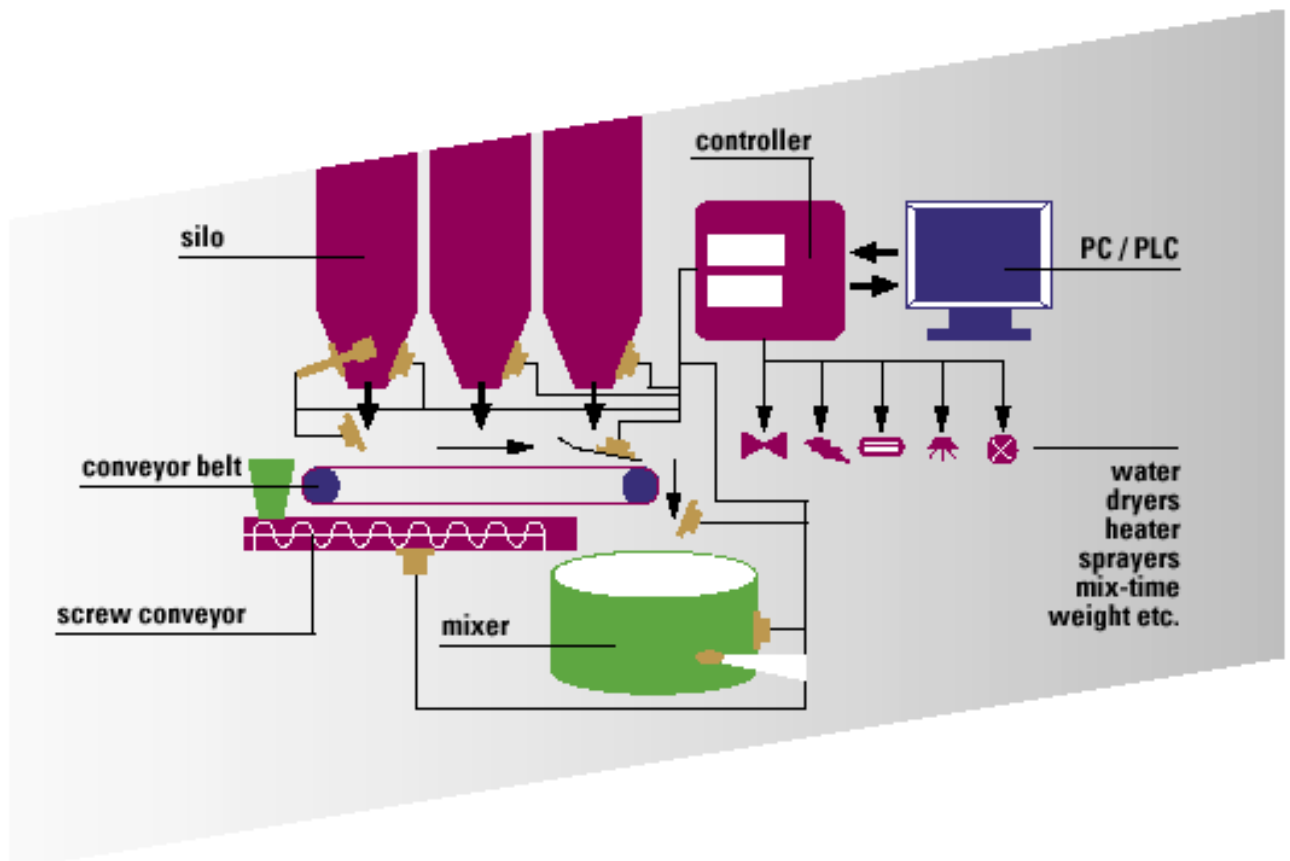 controller
silo
PC / PLC
conveyor belt
water
dryers
heater
sprayers
mix-time
weight etc.
screw conveyor
mixer